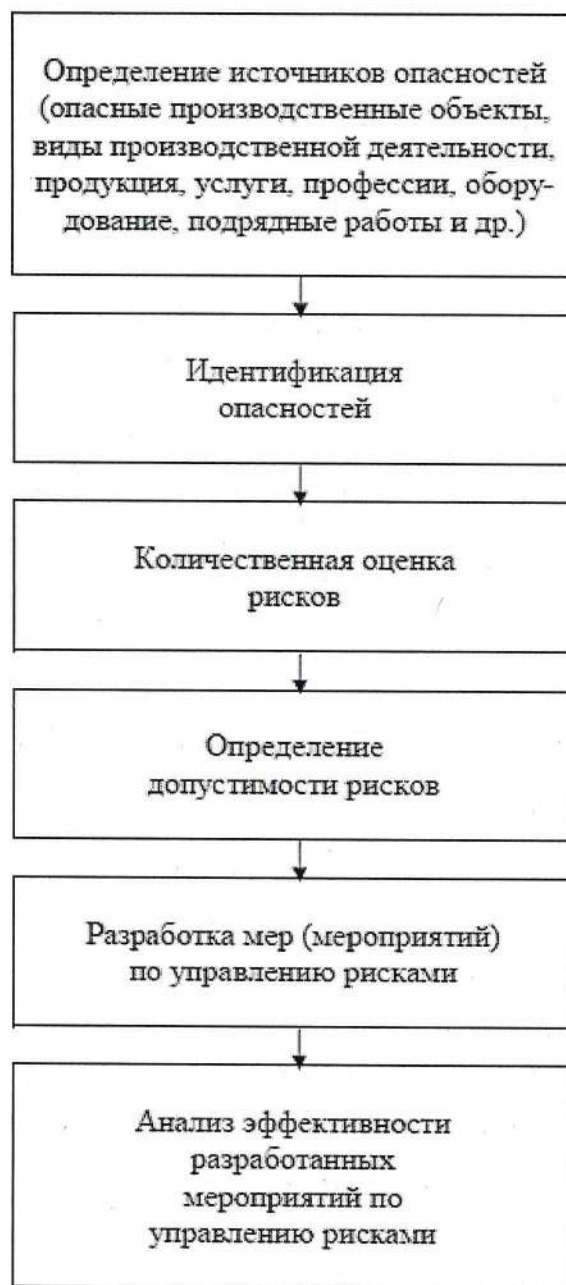 Определение источников опасностей
(опасные производственные объекты,
виды производственной деятельности,
продукция, услуги, профессии, обору-
дование, подрядные работы и др.)
Идентификация
опасностей
Количественная оценка
рисков
Определение
допустимости рисков
Разработка мер (мероприятий)
по управлению рисками
Анализ эффективности
разработанных
мероприятий по
управлению рисками